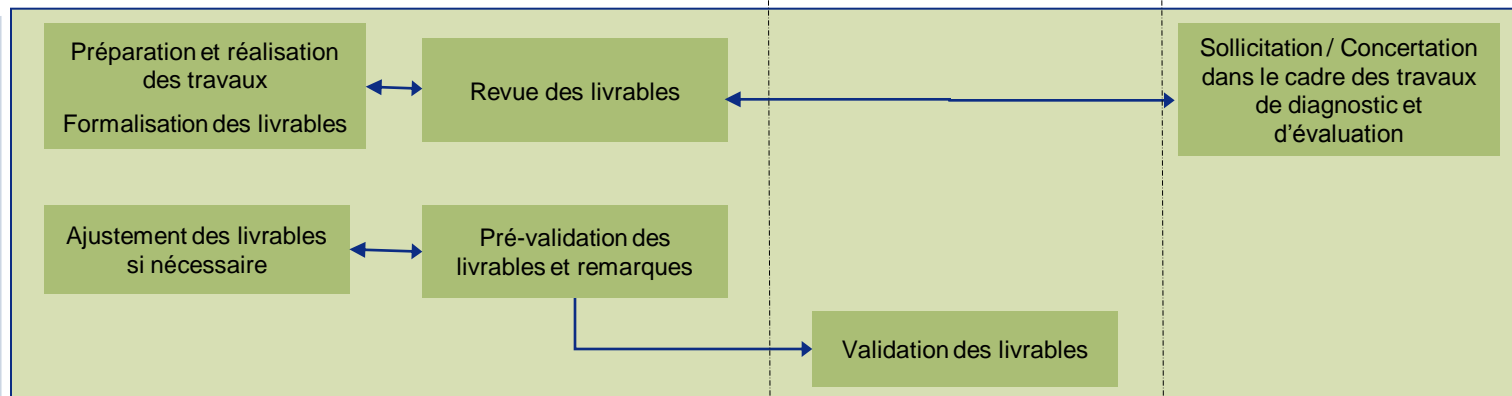 Préparation et réalisation
des travaux
Formalisation des livrables
Revue des livrables
Sollicitation / Concertation
dans le cadre des travaux
de diagnostic et
d’évaluation
Ajustement des livrables
si nécessaire
Pré-validation des
livrables et remarques
Validation des livrables